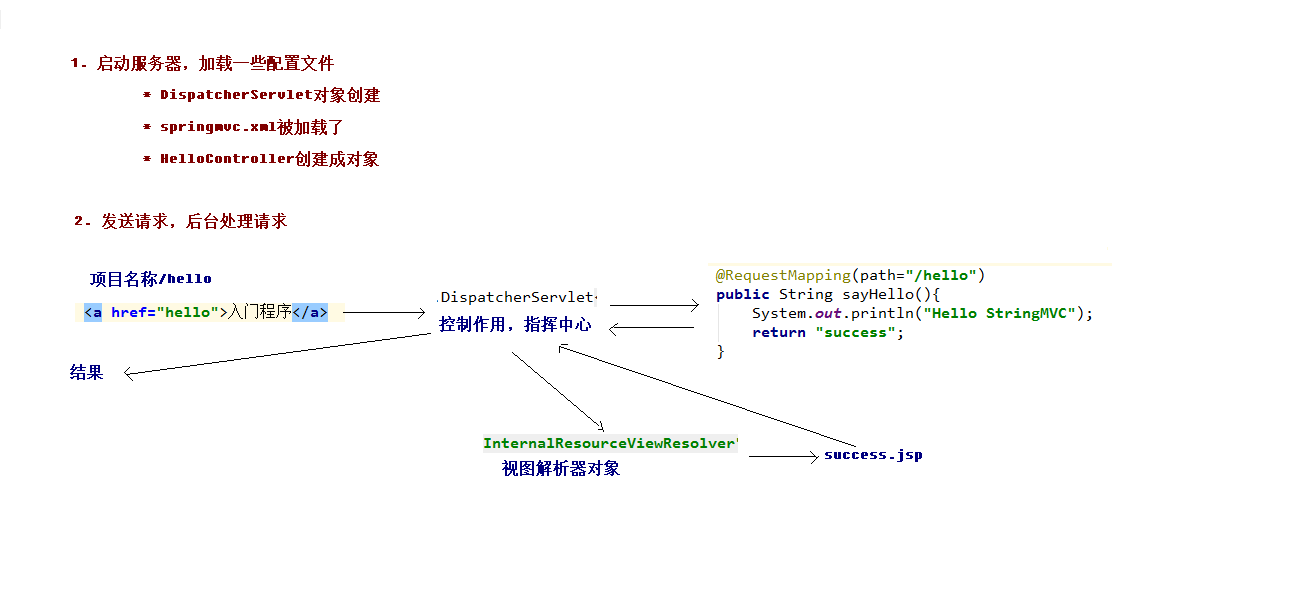 1. 启动服务器，加载一些配置文件
* DispatcherServlet对象创建
* springmvc.xml被加载了
* HelloController创建成对象
2. 发送请求，后台处理请求
项目名称/hello
<a href="hello">入门程序</a>
.DispatcherServlet
控制作用，指挥中心
@RequestMapping(path="/hello")
public String sayHello(){
System.out.println("Hello StringMVC");
return "success";
}
结果
InternalResourceViewResolver"
视图解析器对象
success.jsp